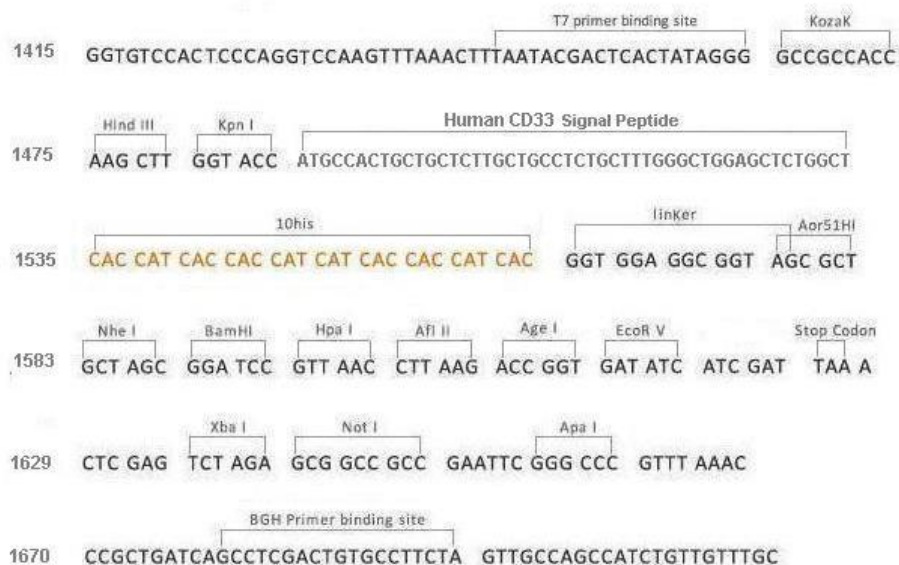 T7 primer binding site KozaK
1415 GGTGTCCACTCCCAGGTCCAAGTTTAAACTTTAATACGACTCACTATAGGG GCCGCCACC
Hind III Kpn I Human CD33 Signal Peptide
1475 AAG CTT GGT ACC ATGCCACTGCTGCTCTTGCTGCCTCTGCTTTGGGCTGGAGCTCTGGCT
10his linKer Aor51HI
1535 CAC CAT CAC CAC CAT CAT CAC CAC CAT CAC GGT GGA GGC GGT AGC GCT
Nhe I BamHI Hpa I Afl II Age I EcoR V Stop Codon
1583 GCT AGC GGA TCC GTT AAC CTT AAG ACC GGT GAT ATC ATC GAT TAA A
Xba I Not I Apa I
1629 CTC GAG TCT AGA GCG GCC GCC GAATTC GGG CCC GTTT AAAC
BGH Primer binding site
1670 CCGCTGATCAGCCTCGACTGTGCCTTCTA GTTGCCAGCCATCTGTTGTTTGC